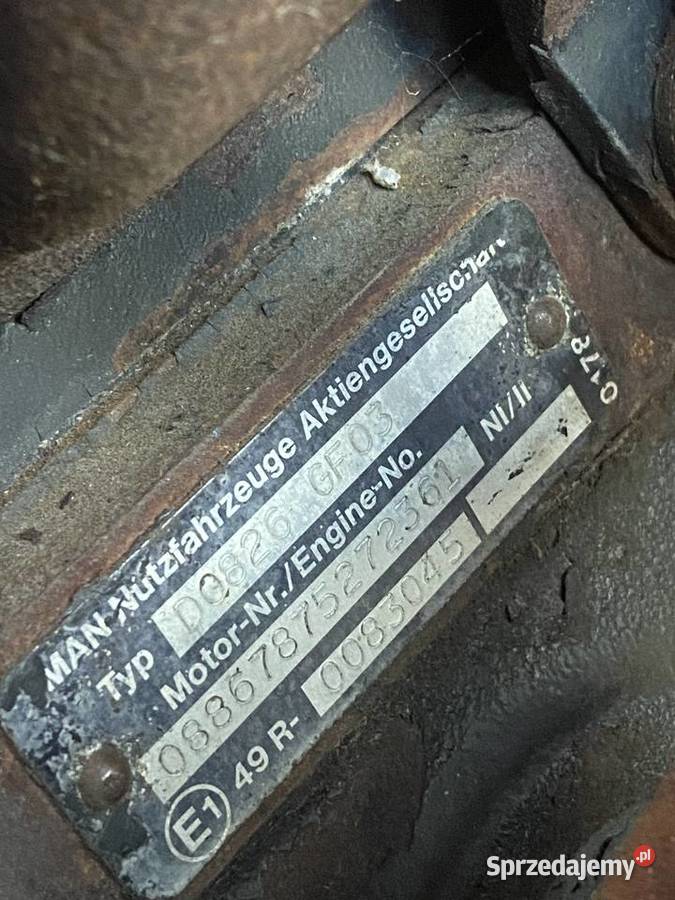 MAN Nutzfahrzeuge Aktiengesellschaft
Typ D0826 GF03
Motor-Nr./Engine-No. NI/II
08867875272361
E1 49 R- 0083045
0178
Sprzedajemy.pl